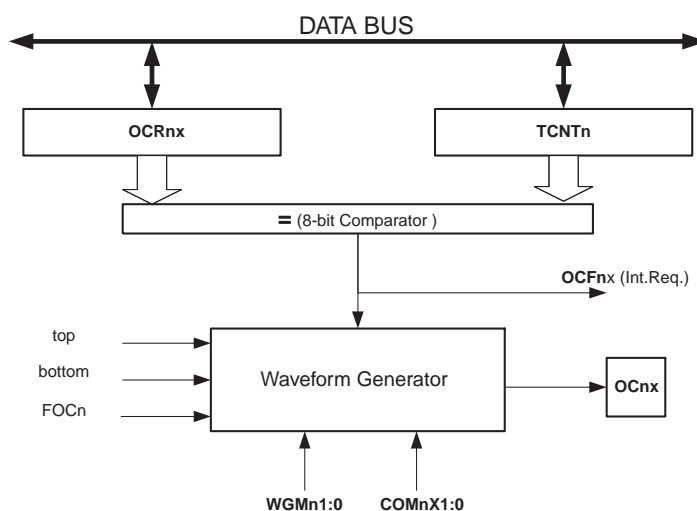 DATA BUS
OCRnx
TCNTn
= (8-bit Comparator )
OCFnx (Int.Req.)
top
bottom
FOCn
Waveform Generator
OCnx
WGMn1:0
COMnX1:0